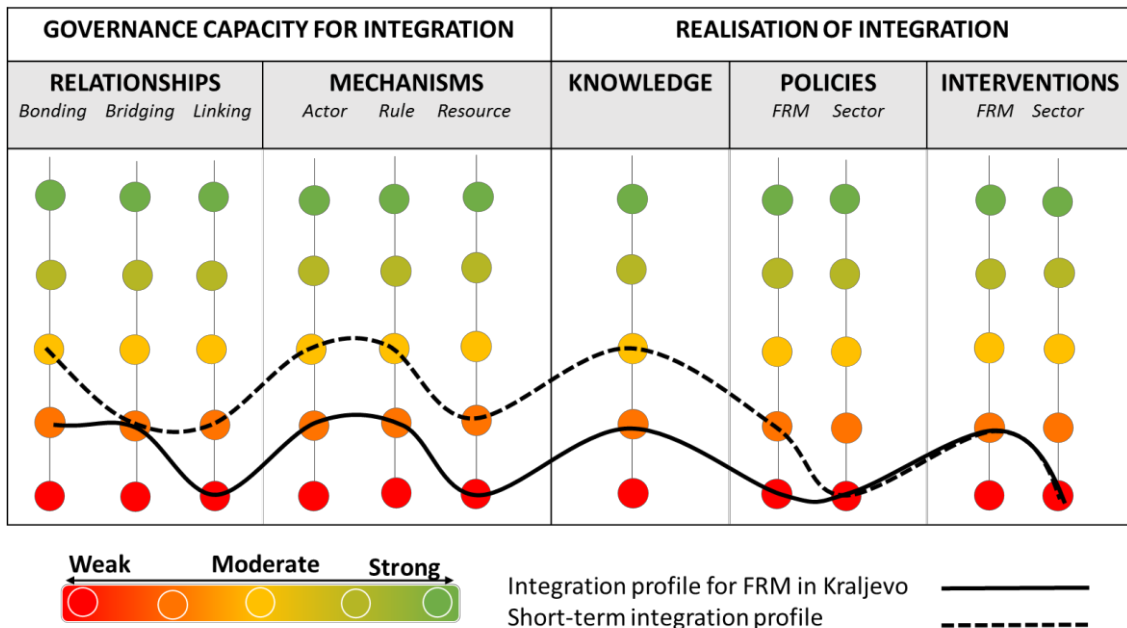 GOVERNANCE CAPACITY FOR INTEGRATION REALISATION OF INTEGRATION
RELATIONSHIPS MECHANISMS KNOWLEDGE POLICIES INTERVENTIONS
Bonding Bridging Linking Actor Rule Resource FRM Sector FRM Sector
Weak Moderate Strong
Integration profile for FRM in Kraljevo
Short-term integration profile